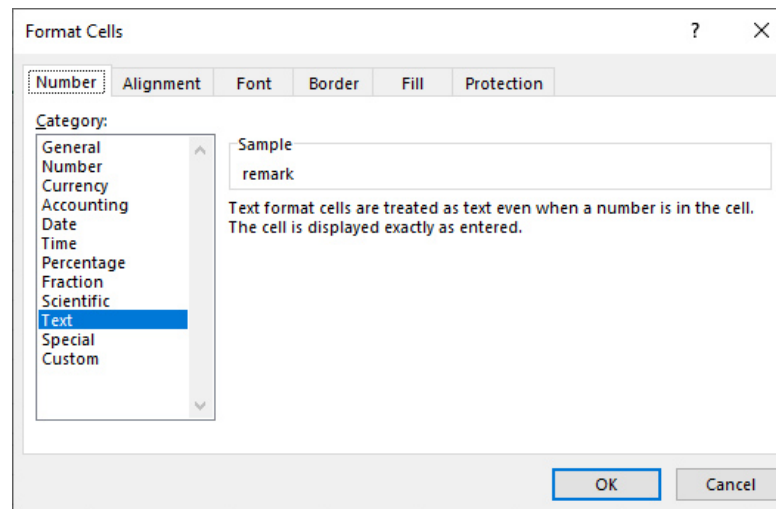 Format Cells
?
Number Alignment Font Border Fill Protection
Category:
General
Number
Currency
Accounting
Date
Time
Percentage
Fraction
Scientific
Text
Special
Custom
Sample
remark
Text format cells are treated as text even when a number is in the cell.
The cell is displayed exactly as entered.
OK Cancel